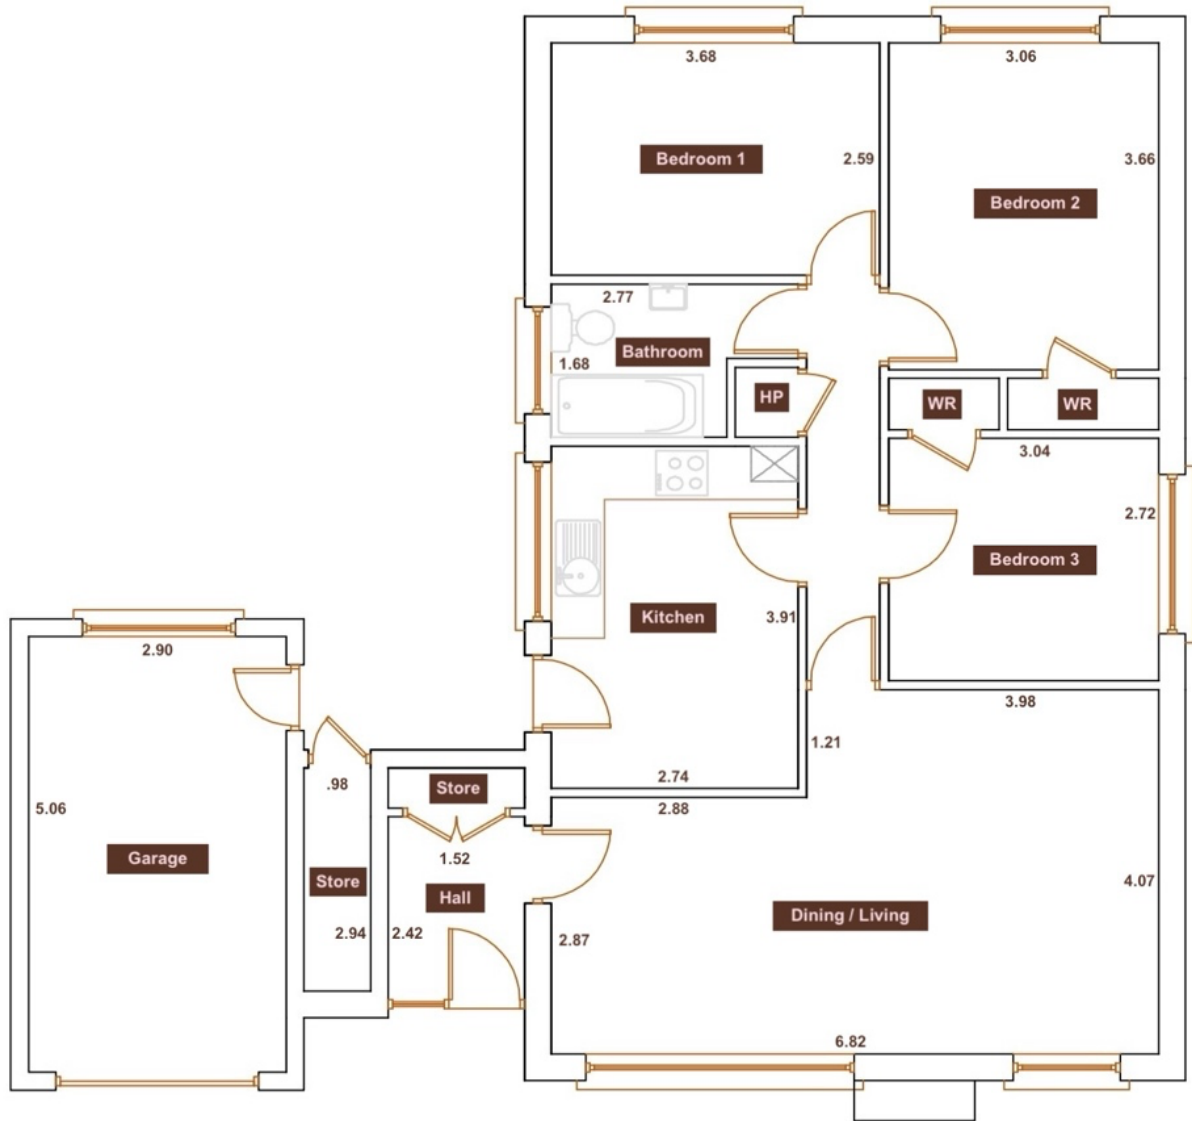 3.68
3.06
Bedroom 1
2.59
3.66
Bedroom 2
2.77
Bathroom
1.68
HP
WR
WR
3.04
2.72
Bedroom 3
Kitchen
3.91
2.90
3.98
1.21
.98
2.74
Store
2.88
5.06
Garage
1.52
Store
Hall
4.07
Dining / Living
2.94
2.42
2.87
6.82